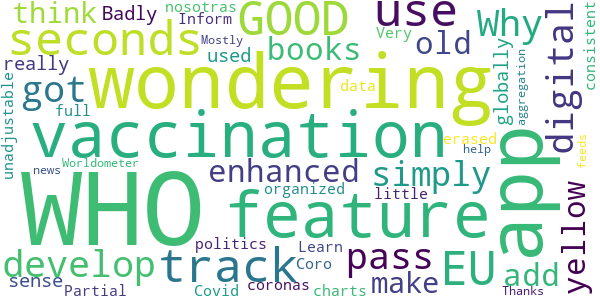 nosotras
think Badly Inform GOOD use Why
seconds Mostly Very old
really used books
wondering
got
full data
unadjustable
globally
aggregation
digital
consistent
vaccination
erased
feeds
Worldometer help
news
WHO enhanced simply
organized little
feature
app
yellow
develop track pass EU add
politics Learn
sense Coro coronas make
Partial Covid charts Thanks